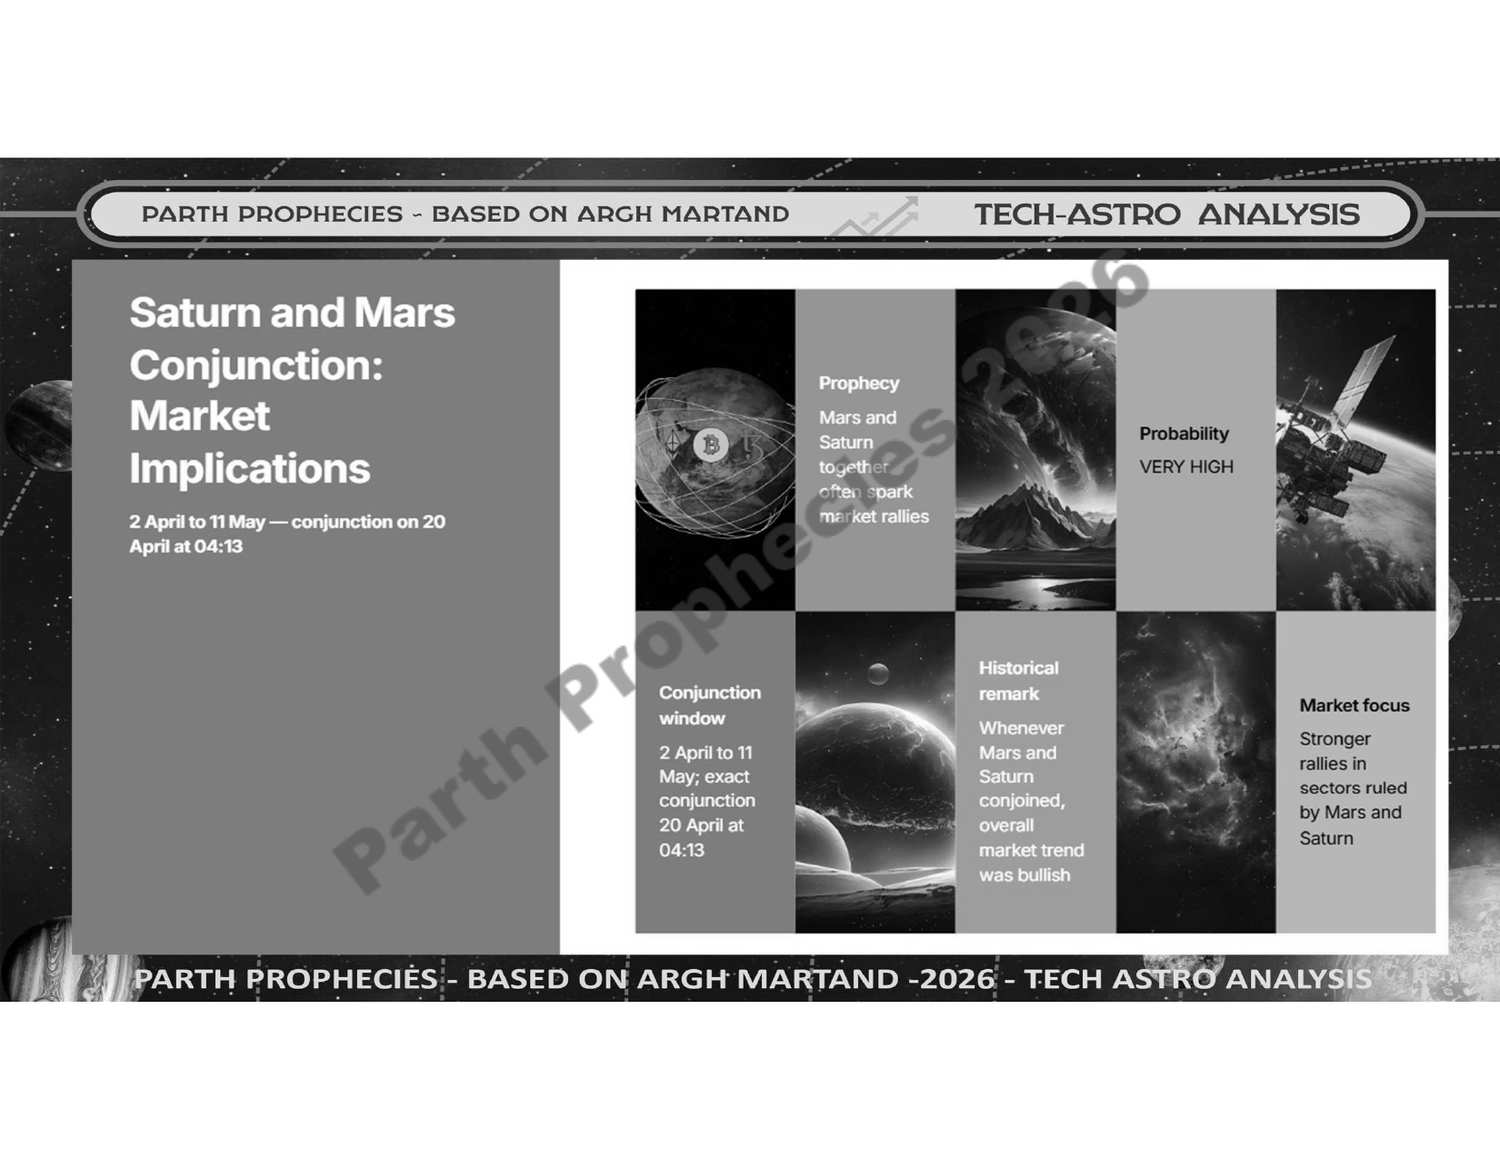 PARTH PROPHECIES - BASED ON ARGH MARTAND
TECH-ASTRO ANALYSIS
Saturn and Mars
Conjunction:
Market
Implications
2 April to 11 May — conjunction on 20
April at 04:13
Prophecy
Mars and
Saturn
together
often spark
market rallies
Probability
VERY HIGH
Conjunction
window
2 April to 11
May; exact
conjunction
20 April at
04:13
Historical
remark
Whenever
Mars and
Saturn
conjoined,
overall
market trend
was bullish
Market focus
Stronger
rallies in
sectors ruled
by Mars and
Saturn
Parth Prophecies 2026
PARTH PROPHECIES - BASED ON ARGH MARTAND -2026 - TECH ASTRO ANALYSIS